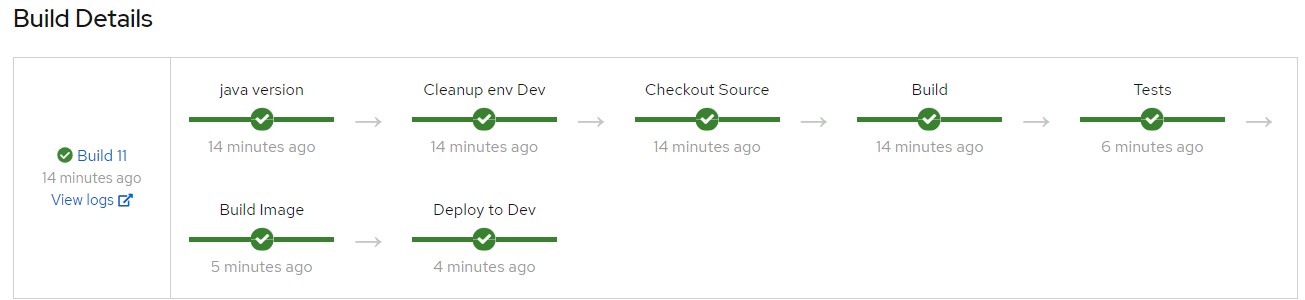 Build Details
Build 11
14 minutes ago
View logs
java version
14 minutes ago
Cleanup env Dev
14 minutes ago
Checkout Source
14 minutes ago
Build
14 minutes ago
Tests
6 minutes ago
Build Image
5 minutes ago
Deploy to Dev
4 minutes ago